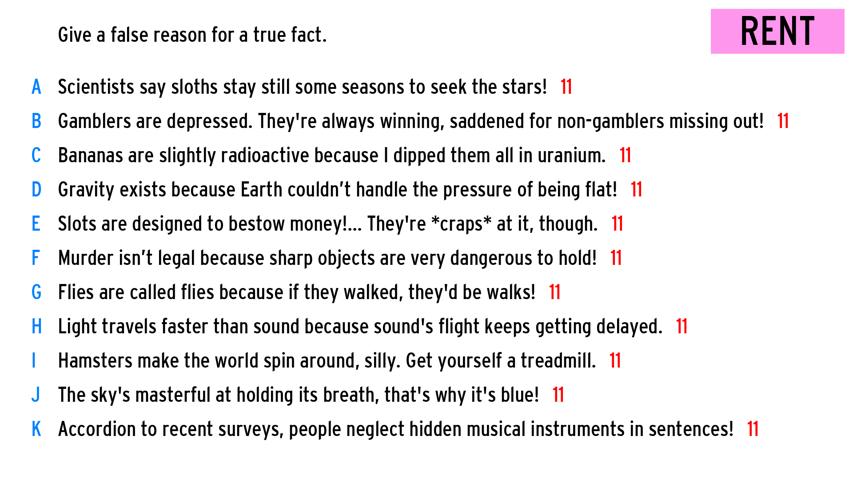 Give a false reason for a true fact.
RENT
A Scientists say sloths stay still some seasons to seek the stars! 11
B Gamblers are depressed. They're always winning, saddened for non-gamblers missing out! 11
C Bananas are slightly radioactive because I dipped them all in uranium. 11
D Gravity exists because Earth couldn’t handle the pressure of being flat! 11
E Slots are designed to bestow money!... They're *craps* at it, though. 11
F Murder isn’t legal because sharp objects are very dangerous to hold! 11
G Flies are called flies because if they walked, they'd be walks! 11
H Light travels faster than sound because sound's flight keeps getting delayed. 11
I Hamsters make the world spin around, silly. Get yourself a treadmill. 11
J The sky's masterful at holding its breath, that's why it's blue! 11
K Accordion to recent surveys, people neglect hidden musical instruments in sentences! 11